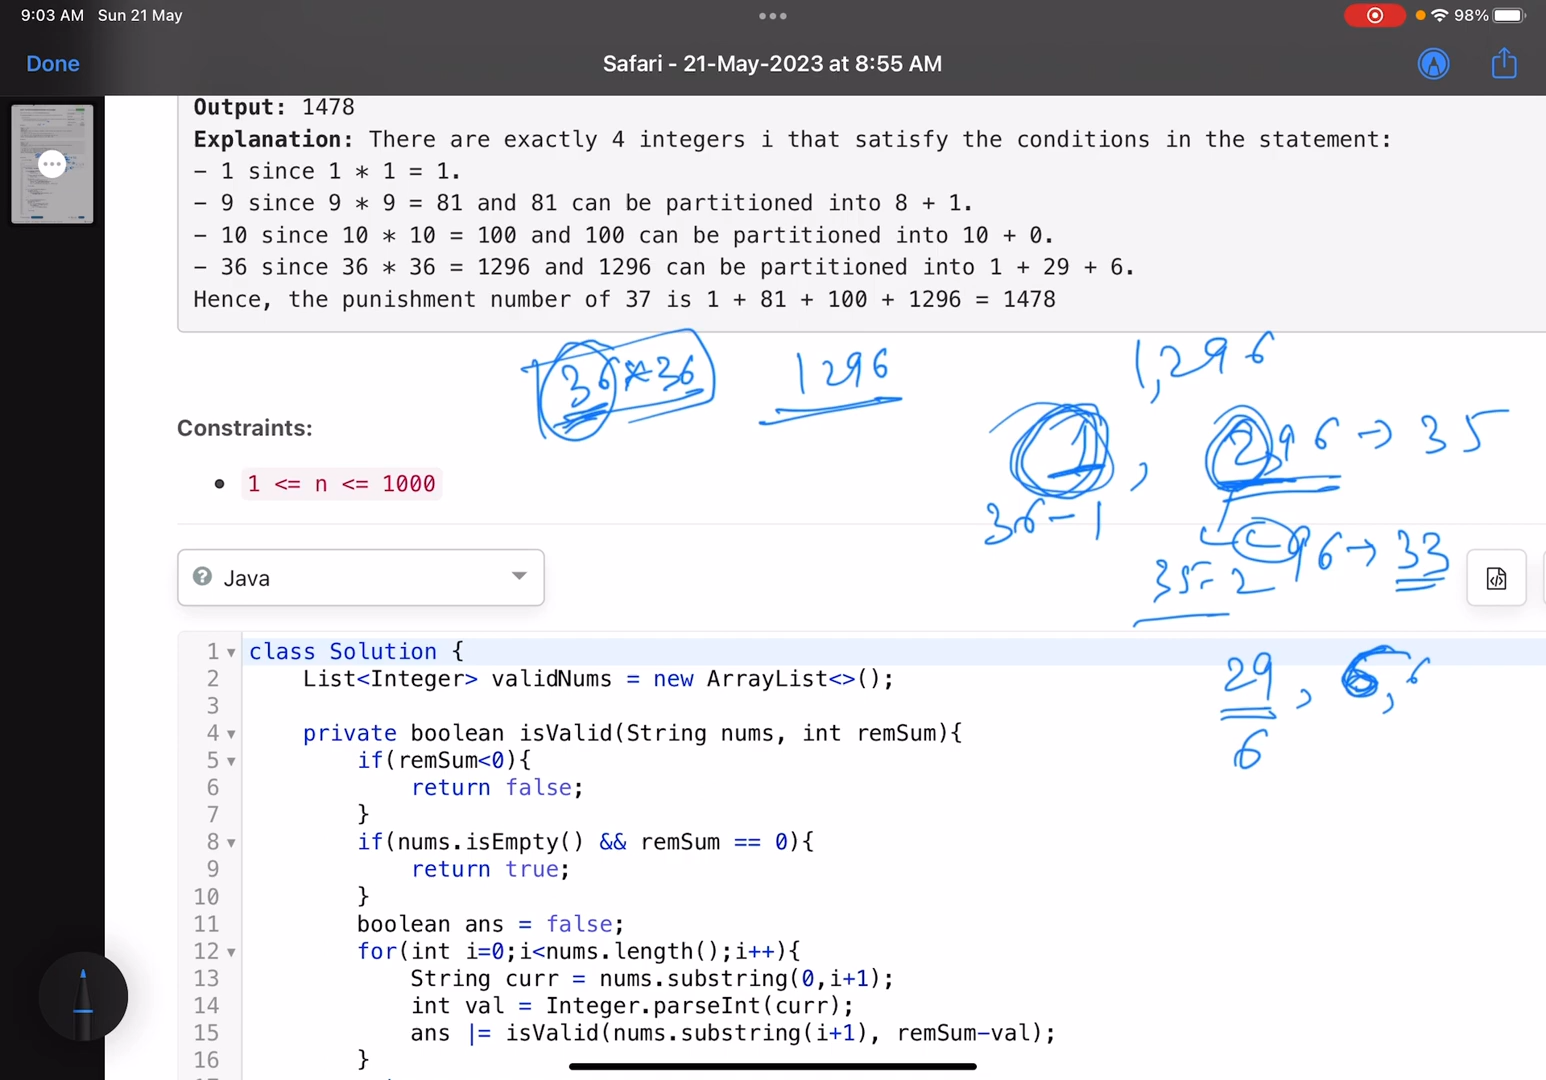 9:03 AM Sun 21 May
98%
Done
Safari - 21-May-2023 at 8:55 AM
Output: 1478
Explanation: There are exactly 4 integers i that satisfy the conditions in the statement:
- 1 since 1 * 1 = 1.
- 9 since 9 * 9 = 81 and 81 can be partitioned into 8 + 1.
- 10 since 10 * 10 = 100 and 100 can be partitioned into 10 + 0.
- 36 since 36 * 36 = 1296 and 1296 can be partitioned into 1 + 29 + 6.
Hence, the punishment number of 37 is 1 + 81 + 100 + 1296 = 1478
36*36 1296 1,296
Constraints:
1, 296 → 35
1 <= n <= 1000
36-1
96 → 33
35-2
Java
class Solution {
1
2 List<Integer> validNums = new ArrayList<>();
29, 6
3
4 private boolean isValid(String nums, int remSum){
6
5 if(remSum<0){
6 return false;
7 }
8 if(nums.isEmpty() && remSum == 0){
9 return true;
10 }
11 boolean ans = false;
12 for(int i=0;i<nums.length();i++){
13 String curr = nums.substring(0,i+1);
14 int val = Integer.parseInt(curr);
15 ans |= isValid(nums.substring(i+1), remSum-val);
16 }